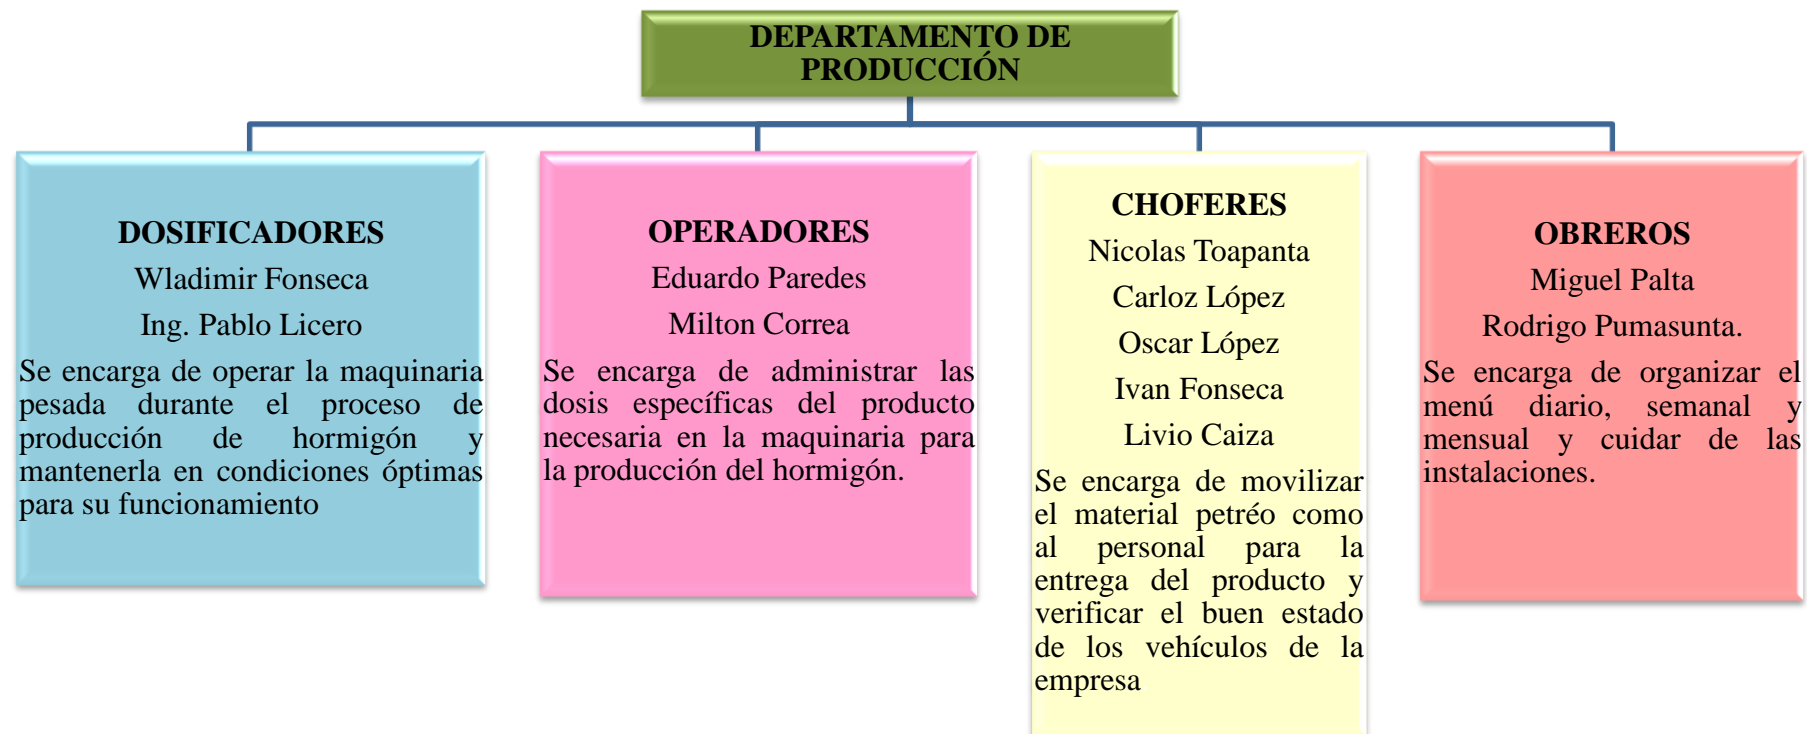 DEPARTAMENTO DE
PRODUCCIÓN
DOSIFICADORES
Wladimir Fonseca
Ing. Pablo Licero
Se encarga de operar la maquinaria
pesada durante el proceso de
producción de hormigón y
mantenerla en condiciones óptimas
para su funcionamiento
OPERADORES
Eduardo Paredes
Milton Correa
Se encarga de administrar las
dosis específicas del producto
necesaria en la maquinaria para
la producción del hormigón.
CHOFERES
Nicolas Toapanta
Carloz López
Oscar López
Ivan Fonseca
Livio Caiza
Se encarga de movilizar
el material petréo como
al personal para la
entrega del producto y
verificar el buen estado
de los vehículos de la
empresa
OBREROS
Miguel Palta
Rodrigo Pumasunta.
Se encarga de organizar el
menú diario, semanal y
mensual y cuidar de las
instalaciones.